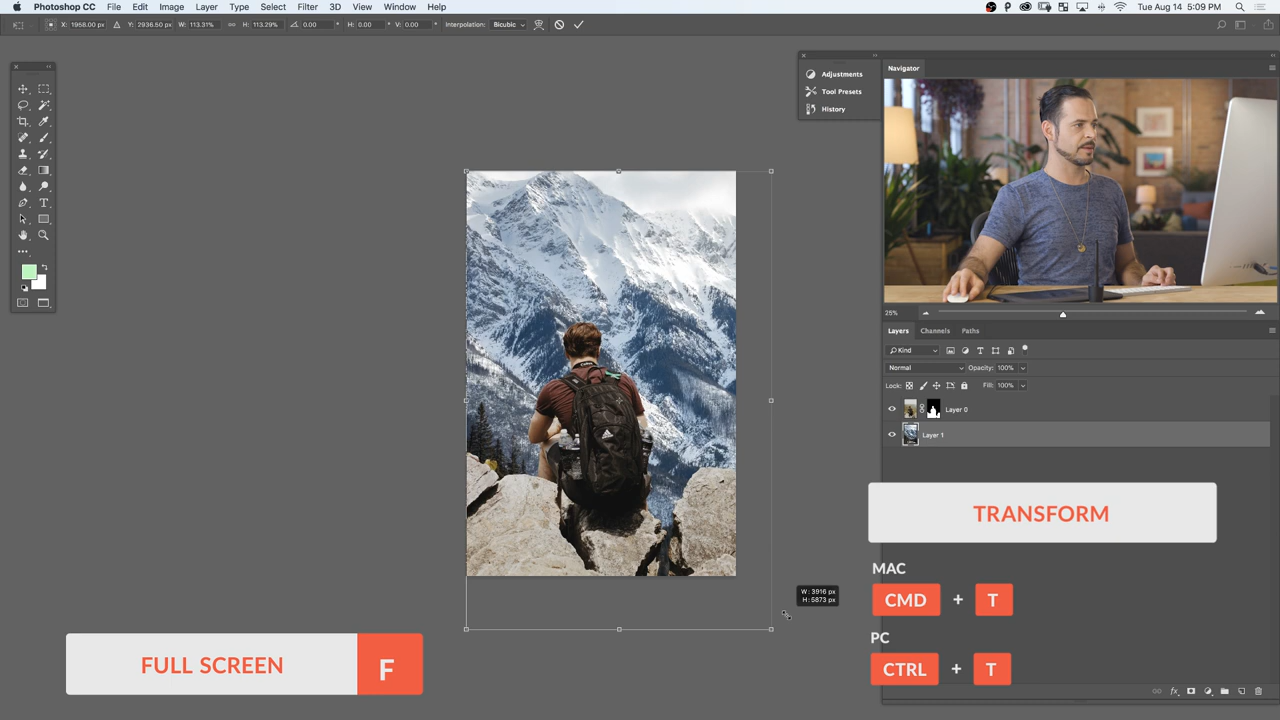 Photoshop CC File Edit Image Layer Type Select Filter 3D View Window Help Tue Aug 14 5:09 PM
X: 1958.00 px Y: 2936.50 px W: 113.31% H: 113.29% 0.00 ° H: 0.00 ° V: 0.00 ° Interpolation: Bicubic
Adjustments
Tool Presets
History
Navigator
25%
Layers Channels Paths
Kind
Normal Opacity: 100%
Lock: Fill: 100%
Layer 0
Layer 1
W: 3916 px
H: 5873 px
TRANSFORM
MAC
CMD + T
PC
CTRL + T
FULL SCREEN F
T
fx